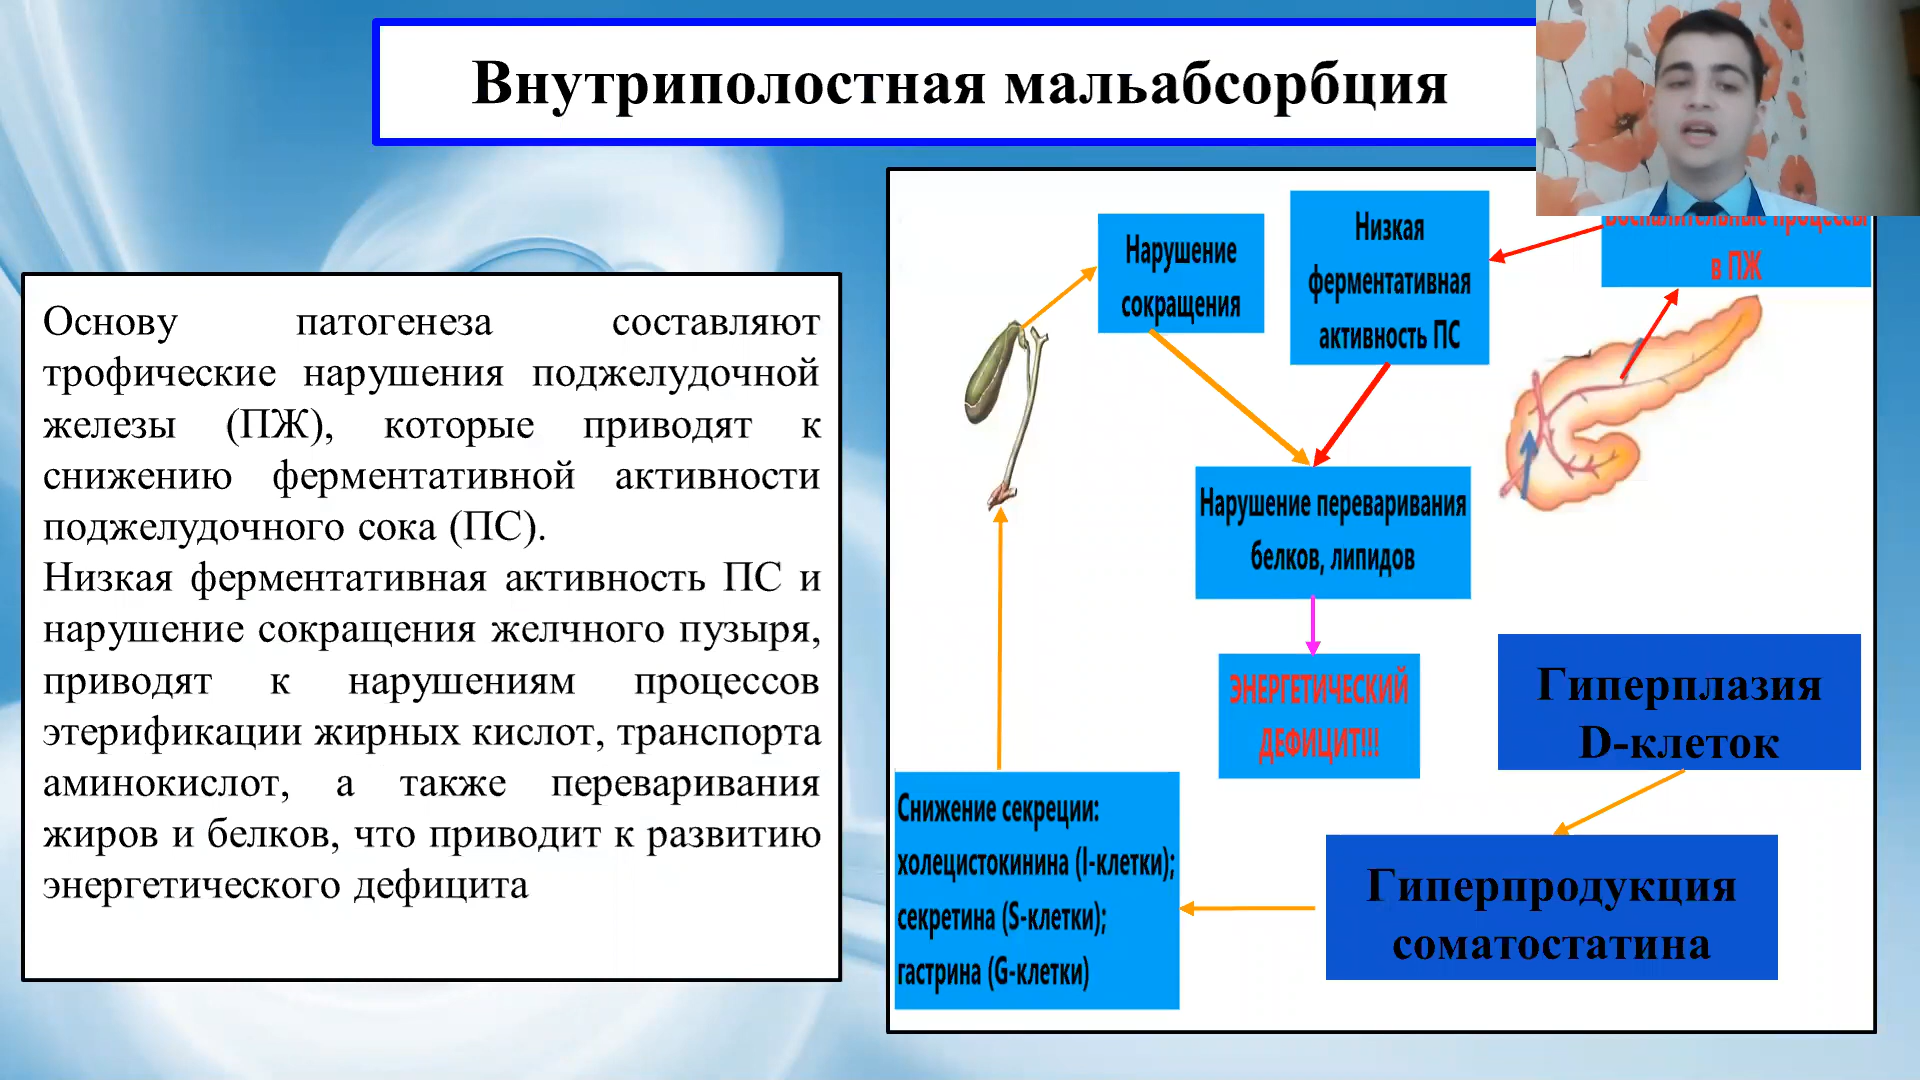 Внутриполостная мальабсорбция
Основу патогенеза составляют
трофические нарушения поджелудочной
железы (ПЖ), которые приводят к
снижению ферментативной активности
поджелудочного сока (ПС).
Низкая ферментативная активность ПС и
нарушение сокращения желчного пузыря,
приводят к нарушениям процессов
этерификации жирных кислот, транспорта
аминокислот, а также переваривания
жиров и белков, что приводит к развитию
энергетического дефицита
Нарушение
сокращения
Низкая
ферментативная
активность ПС
Воспалительные процессы
в ПЖ
Нарушение переваривания
белков, липидов
ЭНЕРГЕТИЧЕСКИЙ
ДЕФИЦИТ!!!
Гиперплазия
D-клеток
Гиперпродукция
соматостатина
Снижение секреции:
холецистокинина (I-клетки);
секретина (S-клетки);
гастрина (G-клетки)